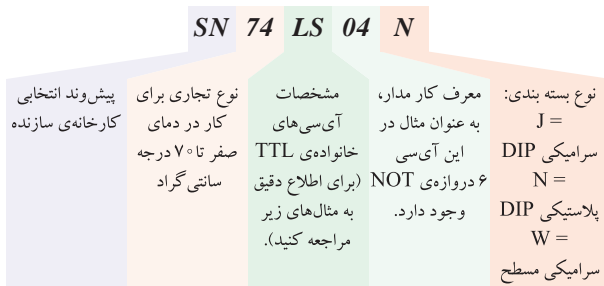 SN 74 LS 04 N
نوع بسته بندی:
J =
سرامیکی DIP
N =
پلاستیکی DIP
W =
سرامیکی مسطح
معرف کار مدار،
به عنوان مثال در
این آی‌سی
۶ دروازه‌ی NOT
وجود دارد.
مشخصات
آی‌سی‌های
خانواده‌ی TTL
(برای اطلاع دقیق
به مثال‌های زیر
مراجعه کنید).
نوع تجاری برای
کار در دمای
صفر تا ۷۰ درجه
سانتی‌گراد
پیش‌وند انتخابی
کارخانه‌ی سازنده